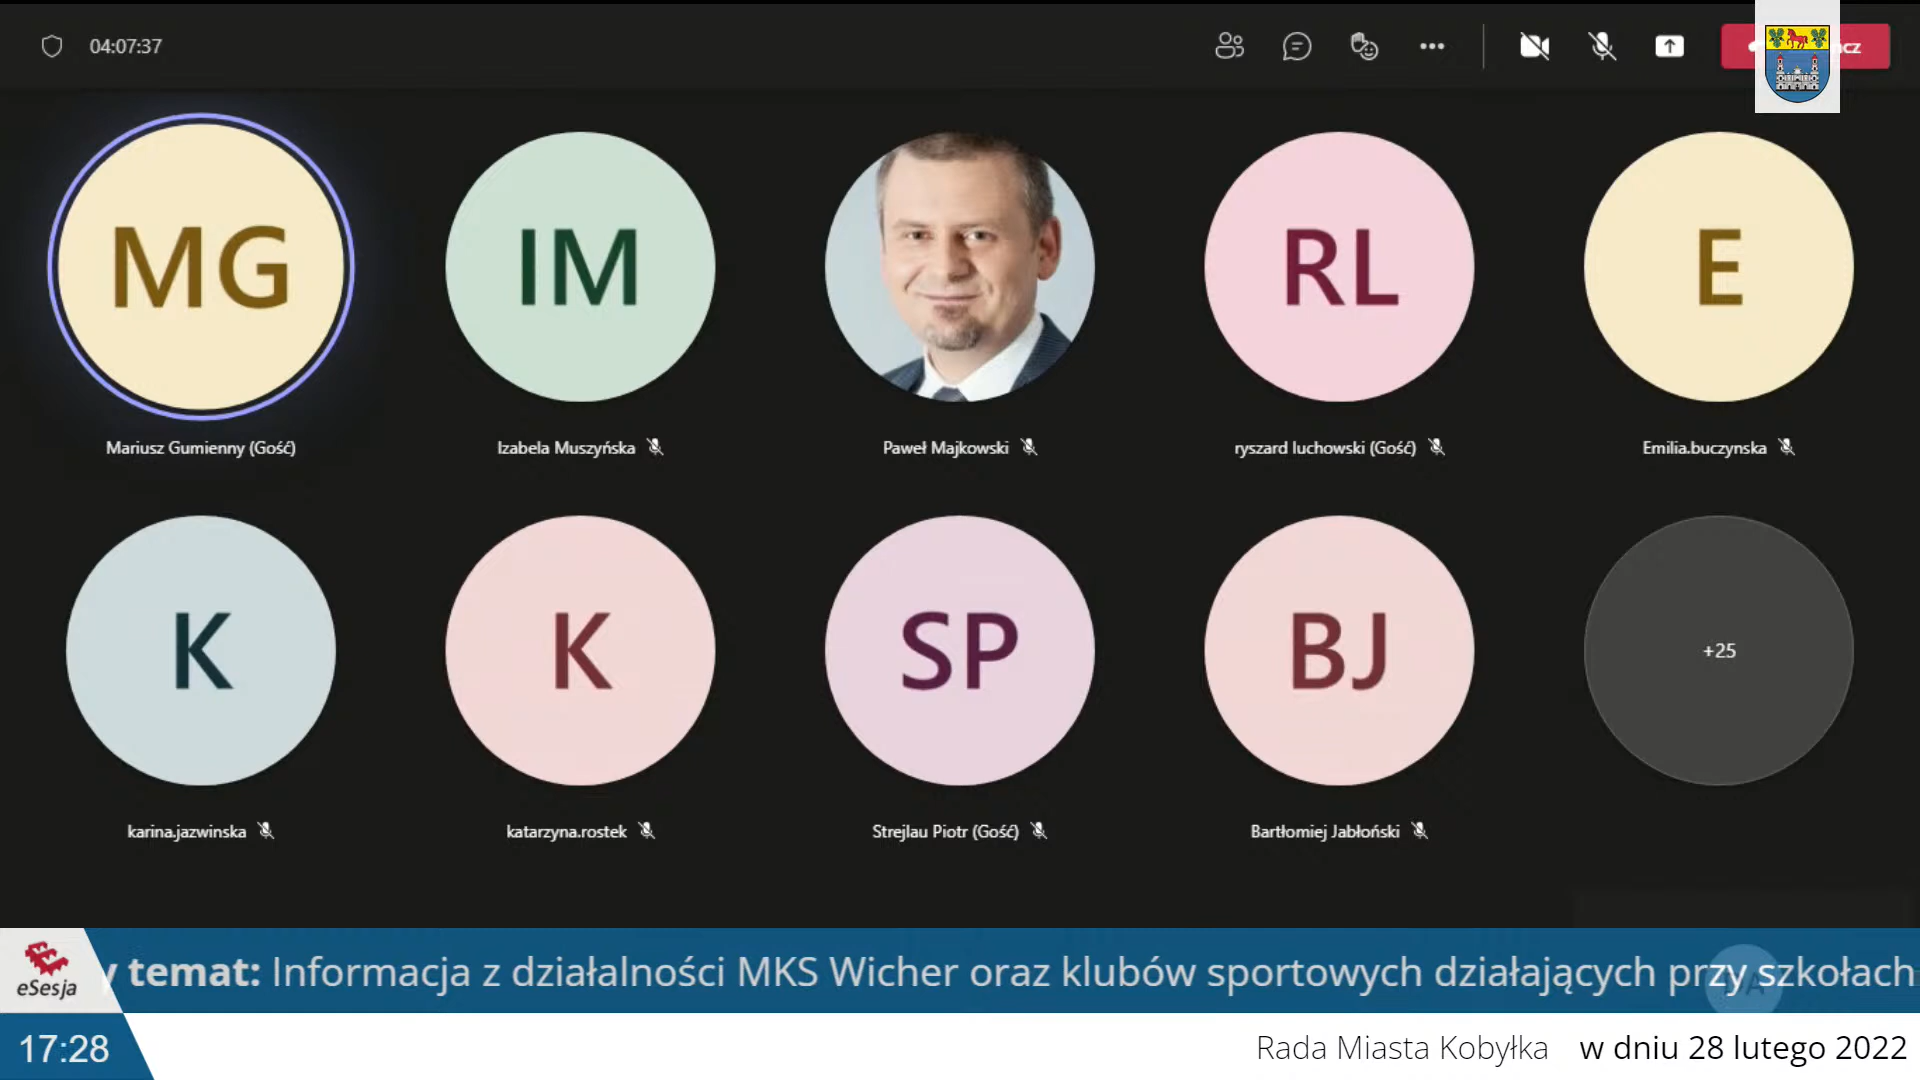 04:07:37
MG
IM
RL
E
Mariusz Gumienny (Gość)
Izabela Muszyńska
Paweł Majkowski
ryszard luchowski (Gość)
Emilia.buczynska
K
K
SP
BJ
+25
karina.jazwinska
katarzyna.rostek
Strejlau Piotr (Gość)
Bartłomiej Jabłoński
eSesja
y temat: Informacja z działalności MKS Wicher oraz klubów sportowych działających przy szkołach
17:28
Rada Miasta Kobyłka w dniu 28 lutego 2022